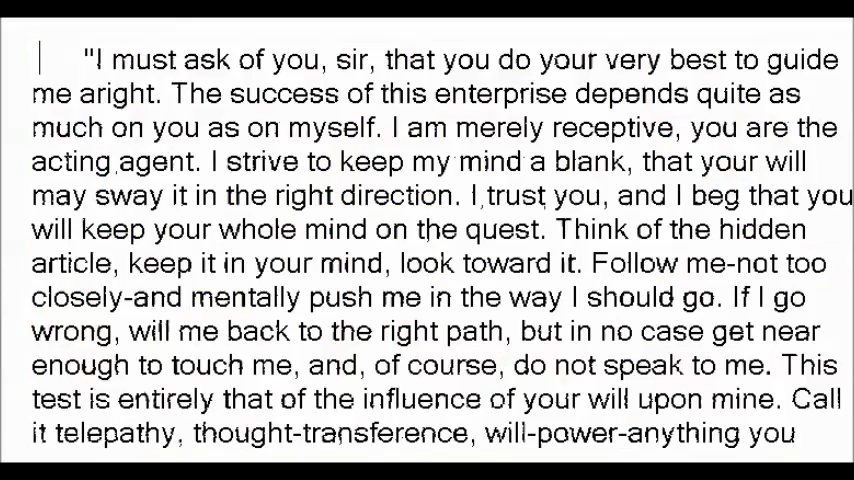 "I must ask of you, sir, that you do your very best to guide
me aright. The success of this enterprise depends quite as
much on you as on myself. I am merely receptive, you are the
acting agent. I strive to keep my mind a blank, that your will
may sway it in the right direction. I trust you, and I beg that you
will keep your whole mind on the quest. Think of the hidden
article, keep it in your mind, look toward it. Follow me-not too
closely-and mentally push me in the way I should go. If I go
wrong, will me back to the right path, but in no case get near
enough to touch me, and, of course, do not speak to me. This
test is entirely that of the influence of your will upon mine. Call
it telepathy, thought-transference, will-power-anything you